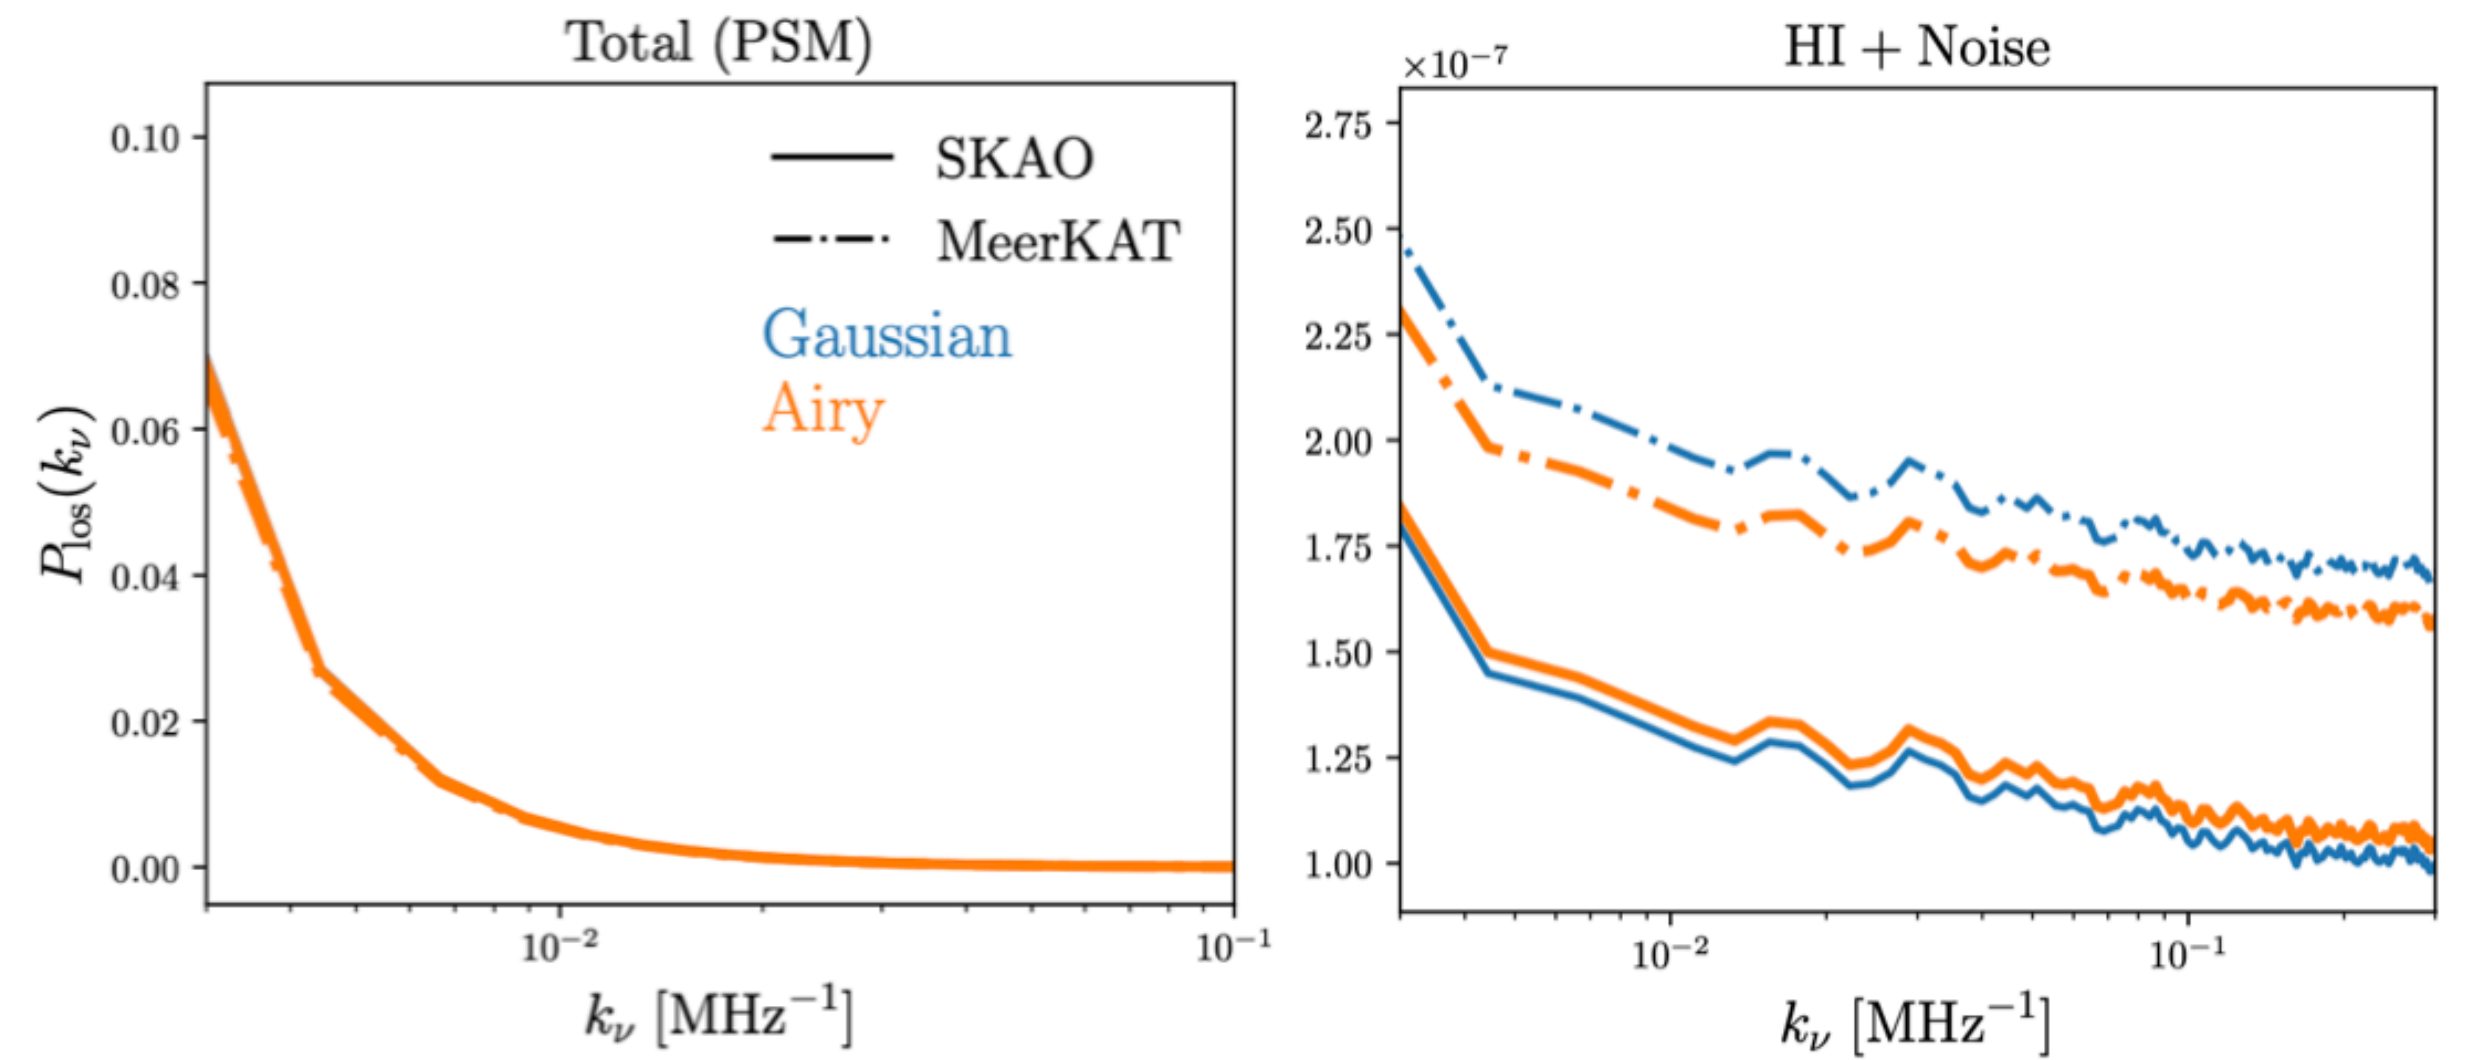 Total (PSM)
P_los(k_ν)
0.10
0.08
0.06
0.04
0.02
0.00
SKAO
MeerKAT
Gaussian
Airy
10⁻² 10⁻¹
k_ν [MHz⁻¹]
HI + Noise
×10⁻⁷
2.75
2.50
2.25
2.00
1.75
1.50
1.25
1.00
10⁻² 10⁻¹
k_ν [MHz⁻¹]